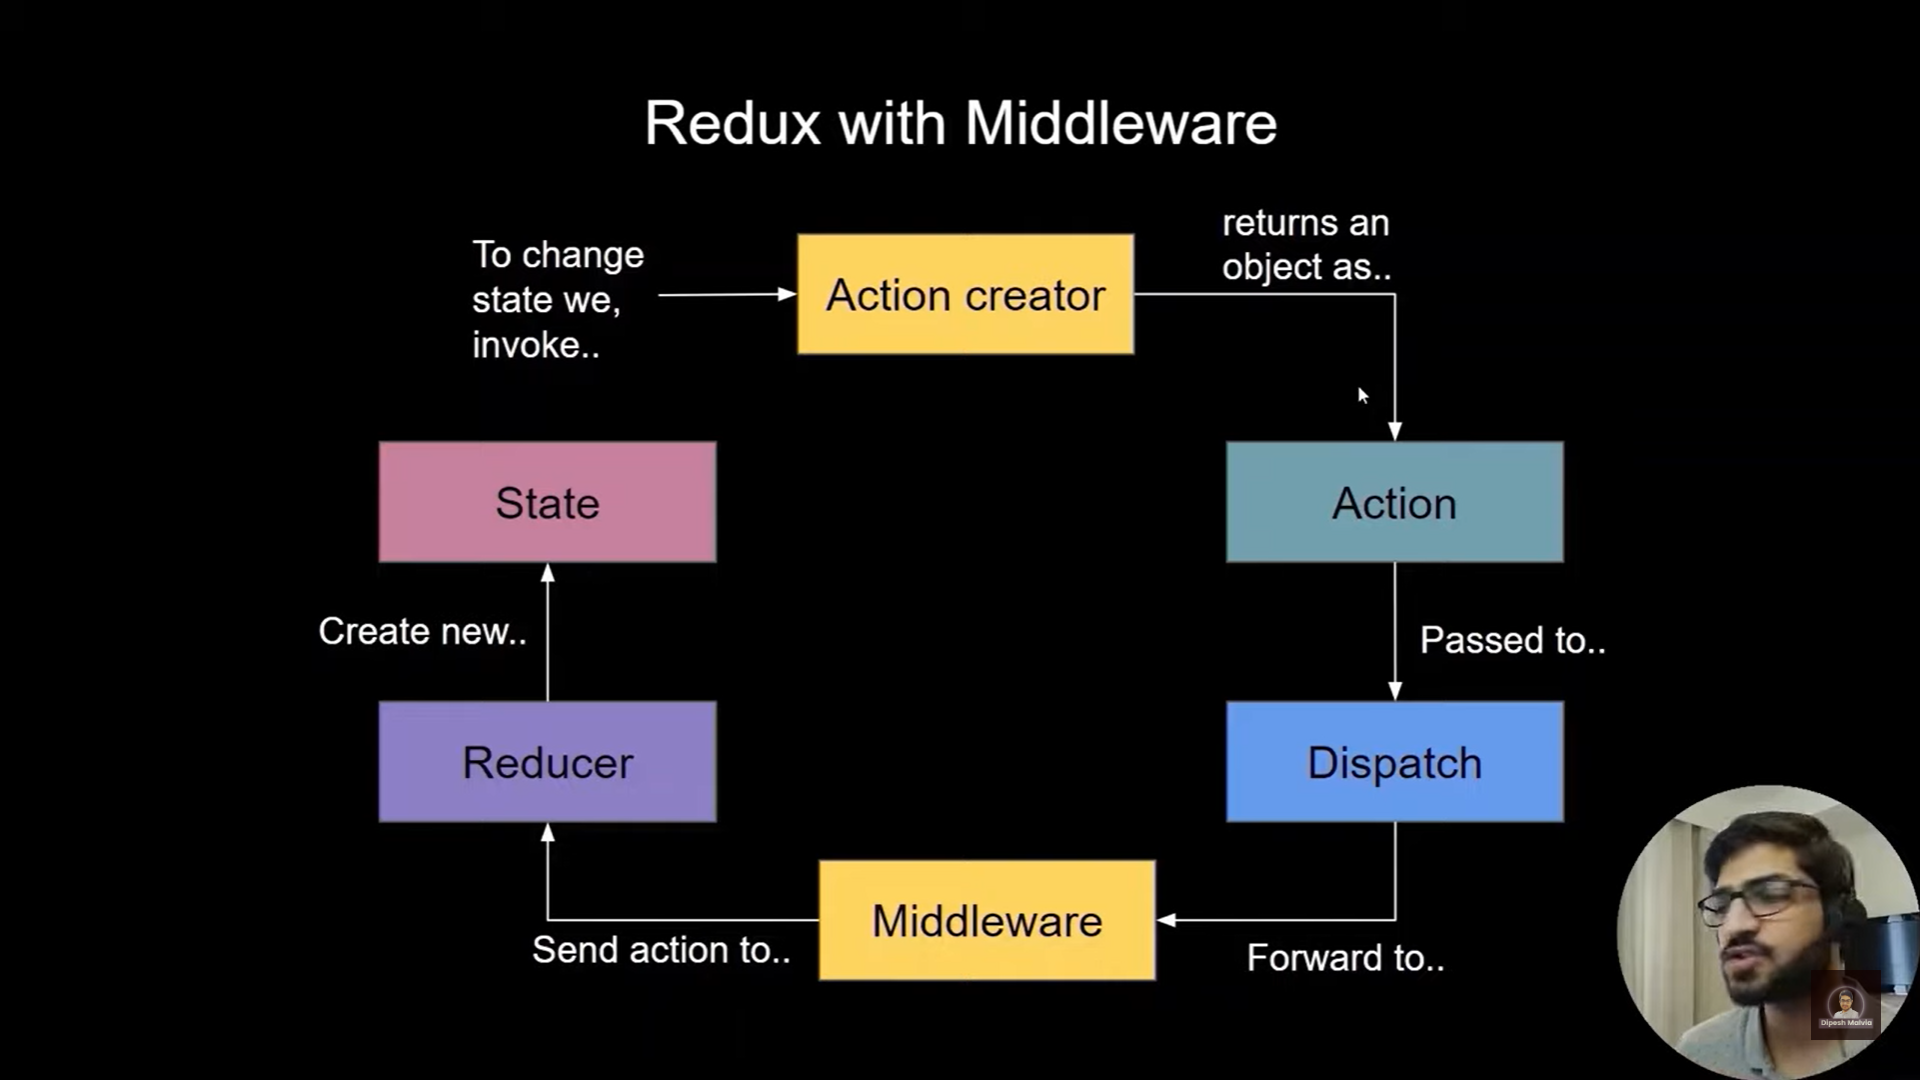 Redux with Middleware
To change
state we,
invoke..
Action creator
returns an
object as..
State
Action
Create new..
Passed to..
Reducer
Dispatch
Middleware
Send action to..
Forward to..
Dipesh Malvia